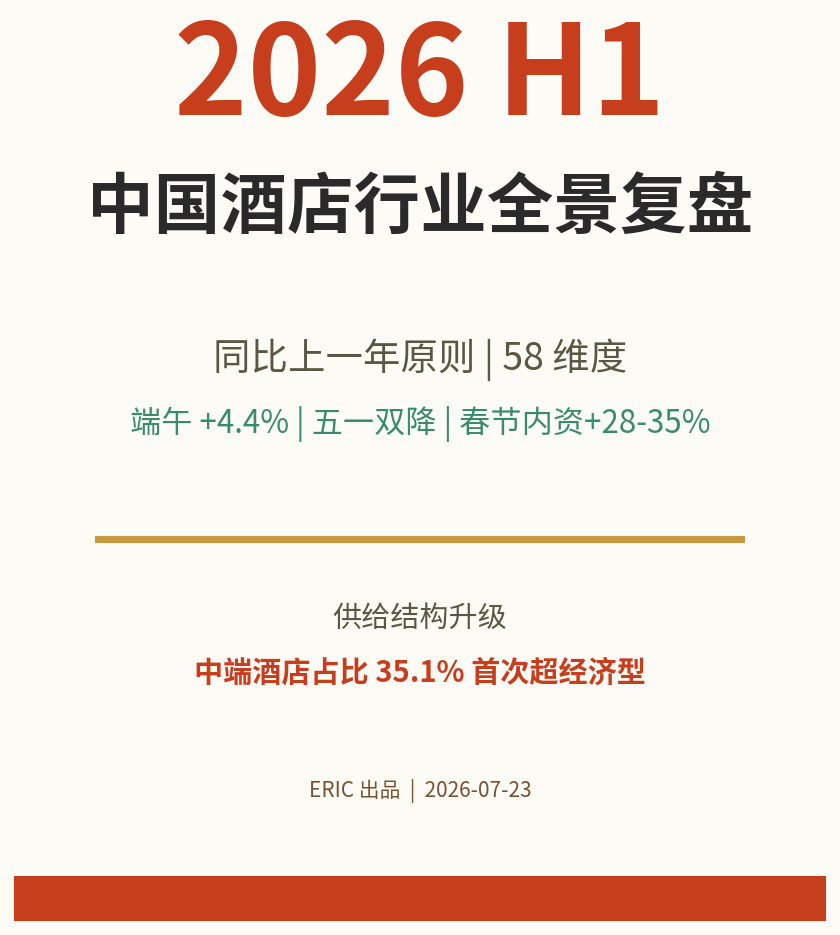 2026 H1
中国酒店行业全景复盘
同比上一年原则 | 58 维度
端午 +4.4% | 五一双降 | 春节内资+28-35%
供给结构升级
中端酒店占比 35.1% 首次超经济型
ERIC 出品 | 2026-07-23